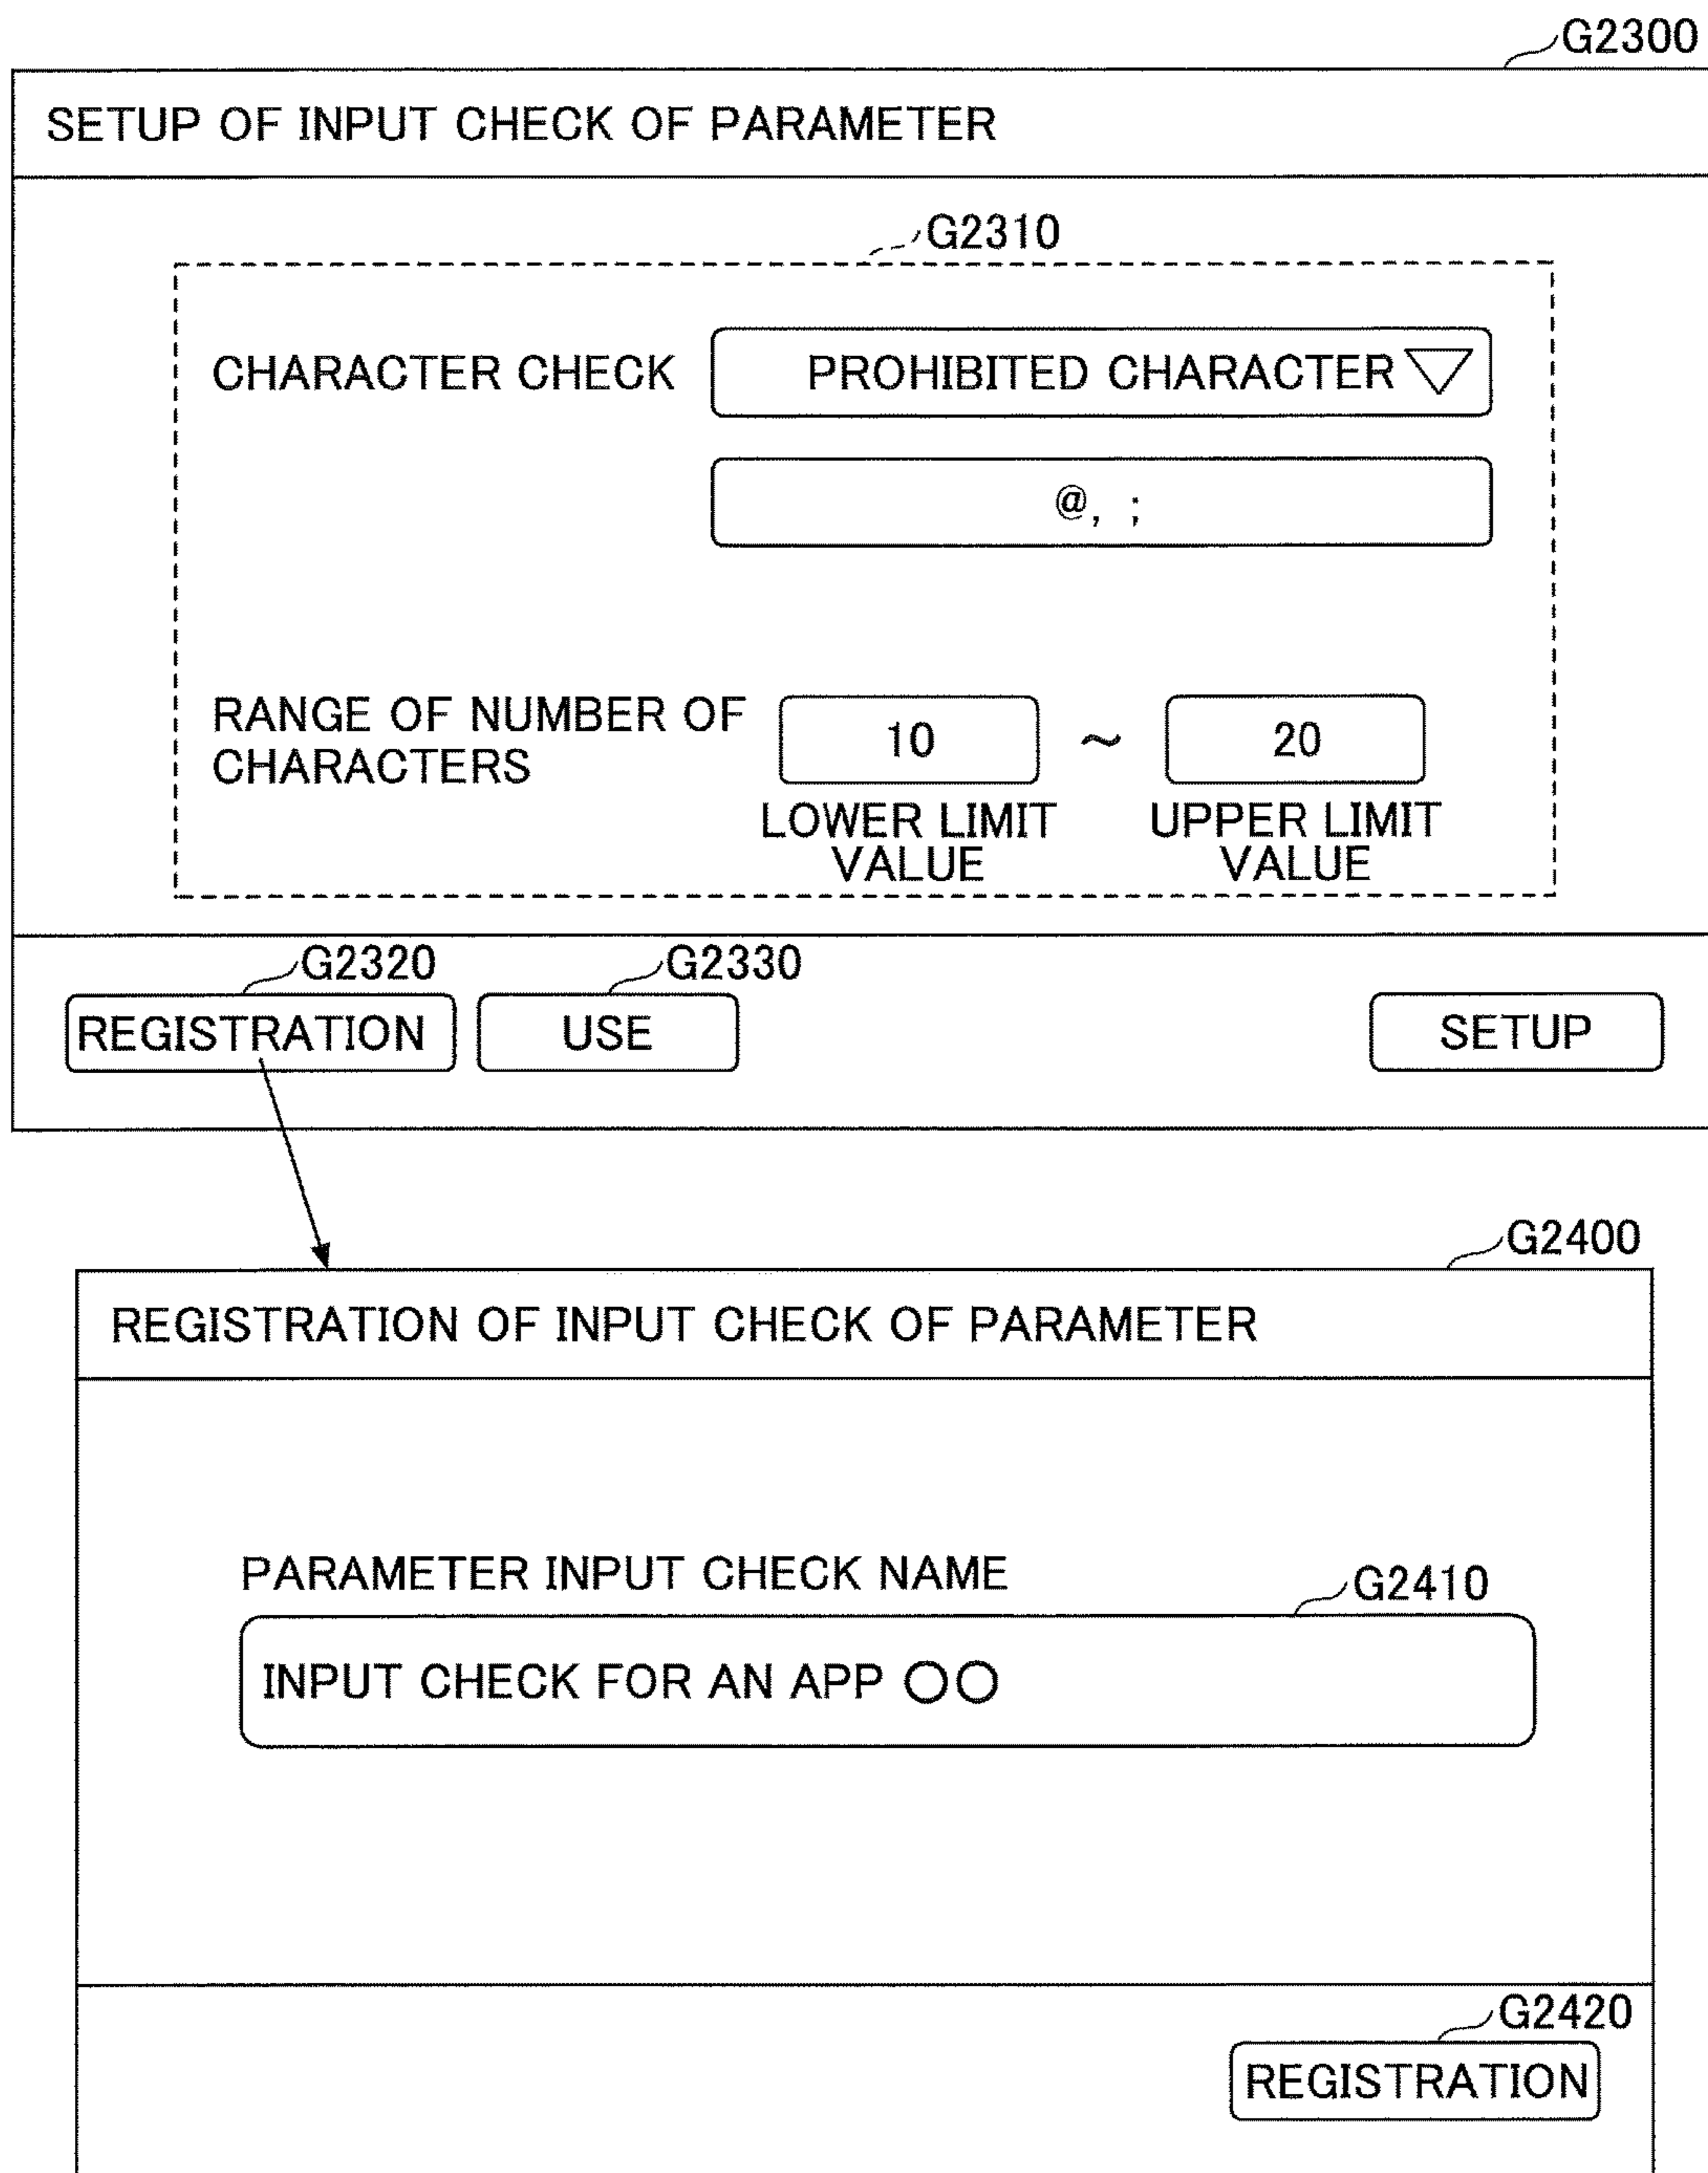 G2300
SETUP OF INPUT CHECK OF PARAMETER
G2310
CHARACTER CHECK
PROHIBITED CHARACTER
@, ;
RANGE OF NUMBER OF
CHARACTERS
10 ~ 20
LOWER LIMIT
VALUE
UPPER LIMIT
VALUE
G2320
G2330
REGISTRATION
USE
SETUP
G2400
REGISTRATION OF INPUT CHECK OF PARAMETER
PARAMETER INPUT CHECK NAME
G2410
INPUT CHECK FOR AN APP ○○
G2420
REGISTRATION